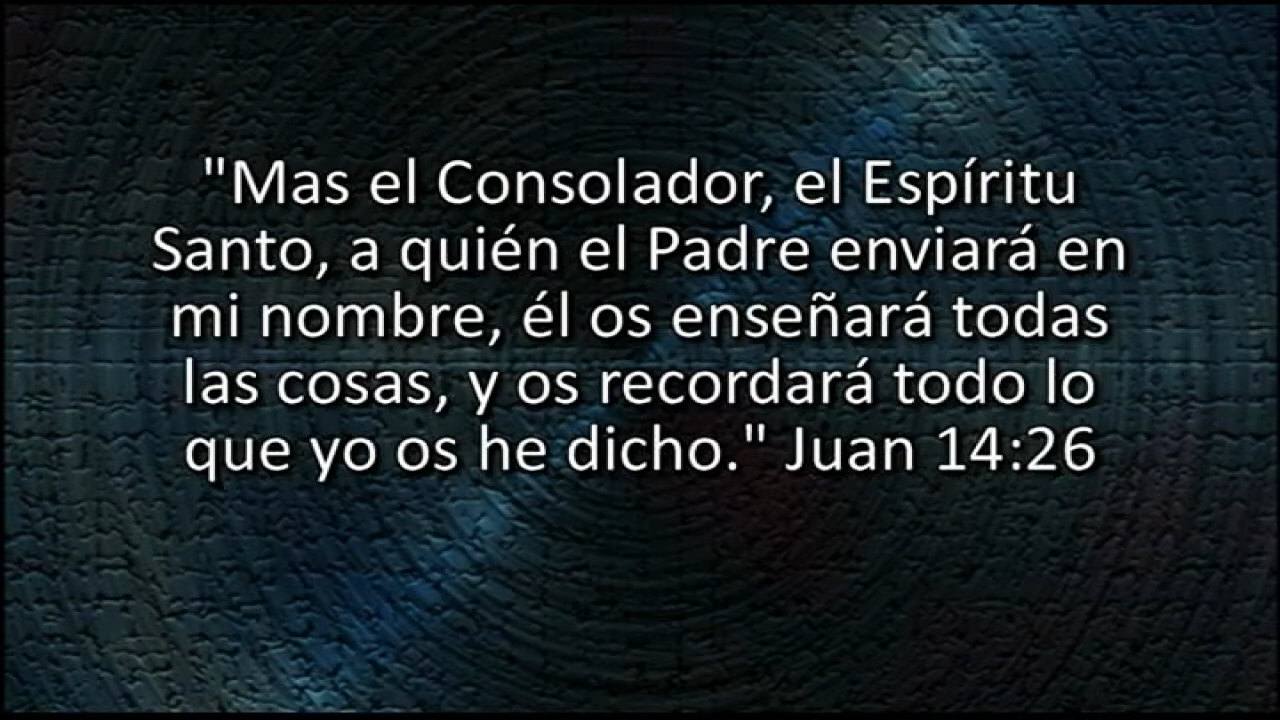 "Mas el Consolador, el Espíritu
Santo, a quién el Padre enviará en
mi nombre, él os enseñará todas
las cosas, y os recordará todo lo
que yo os he dicho." Juan 14:26